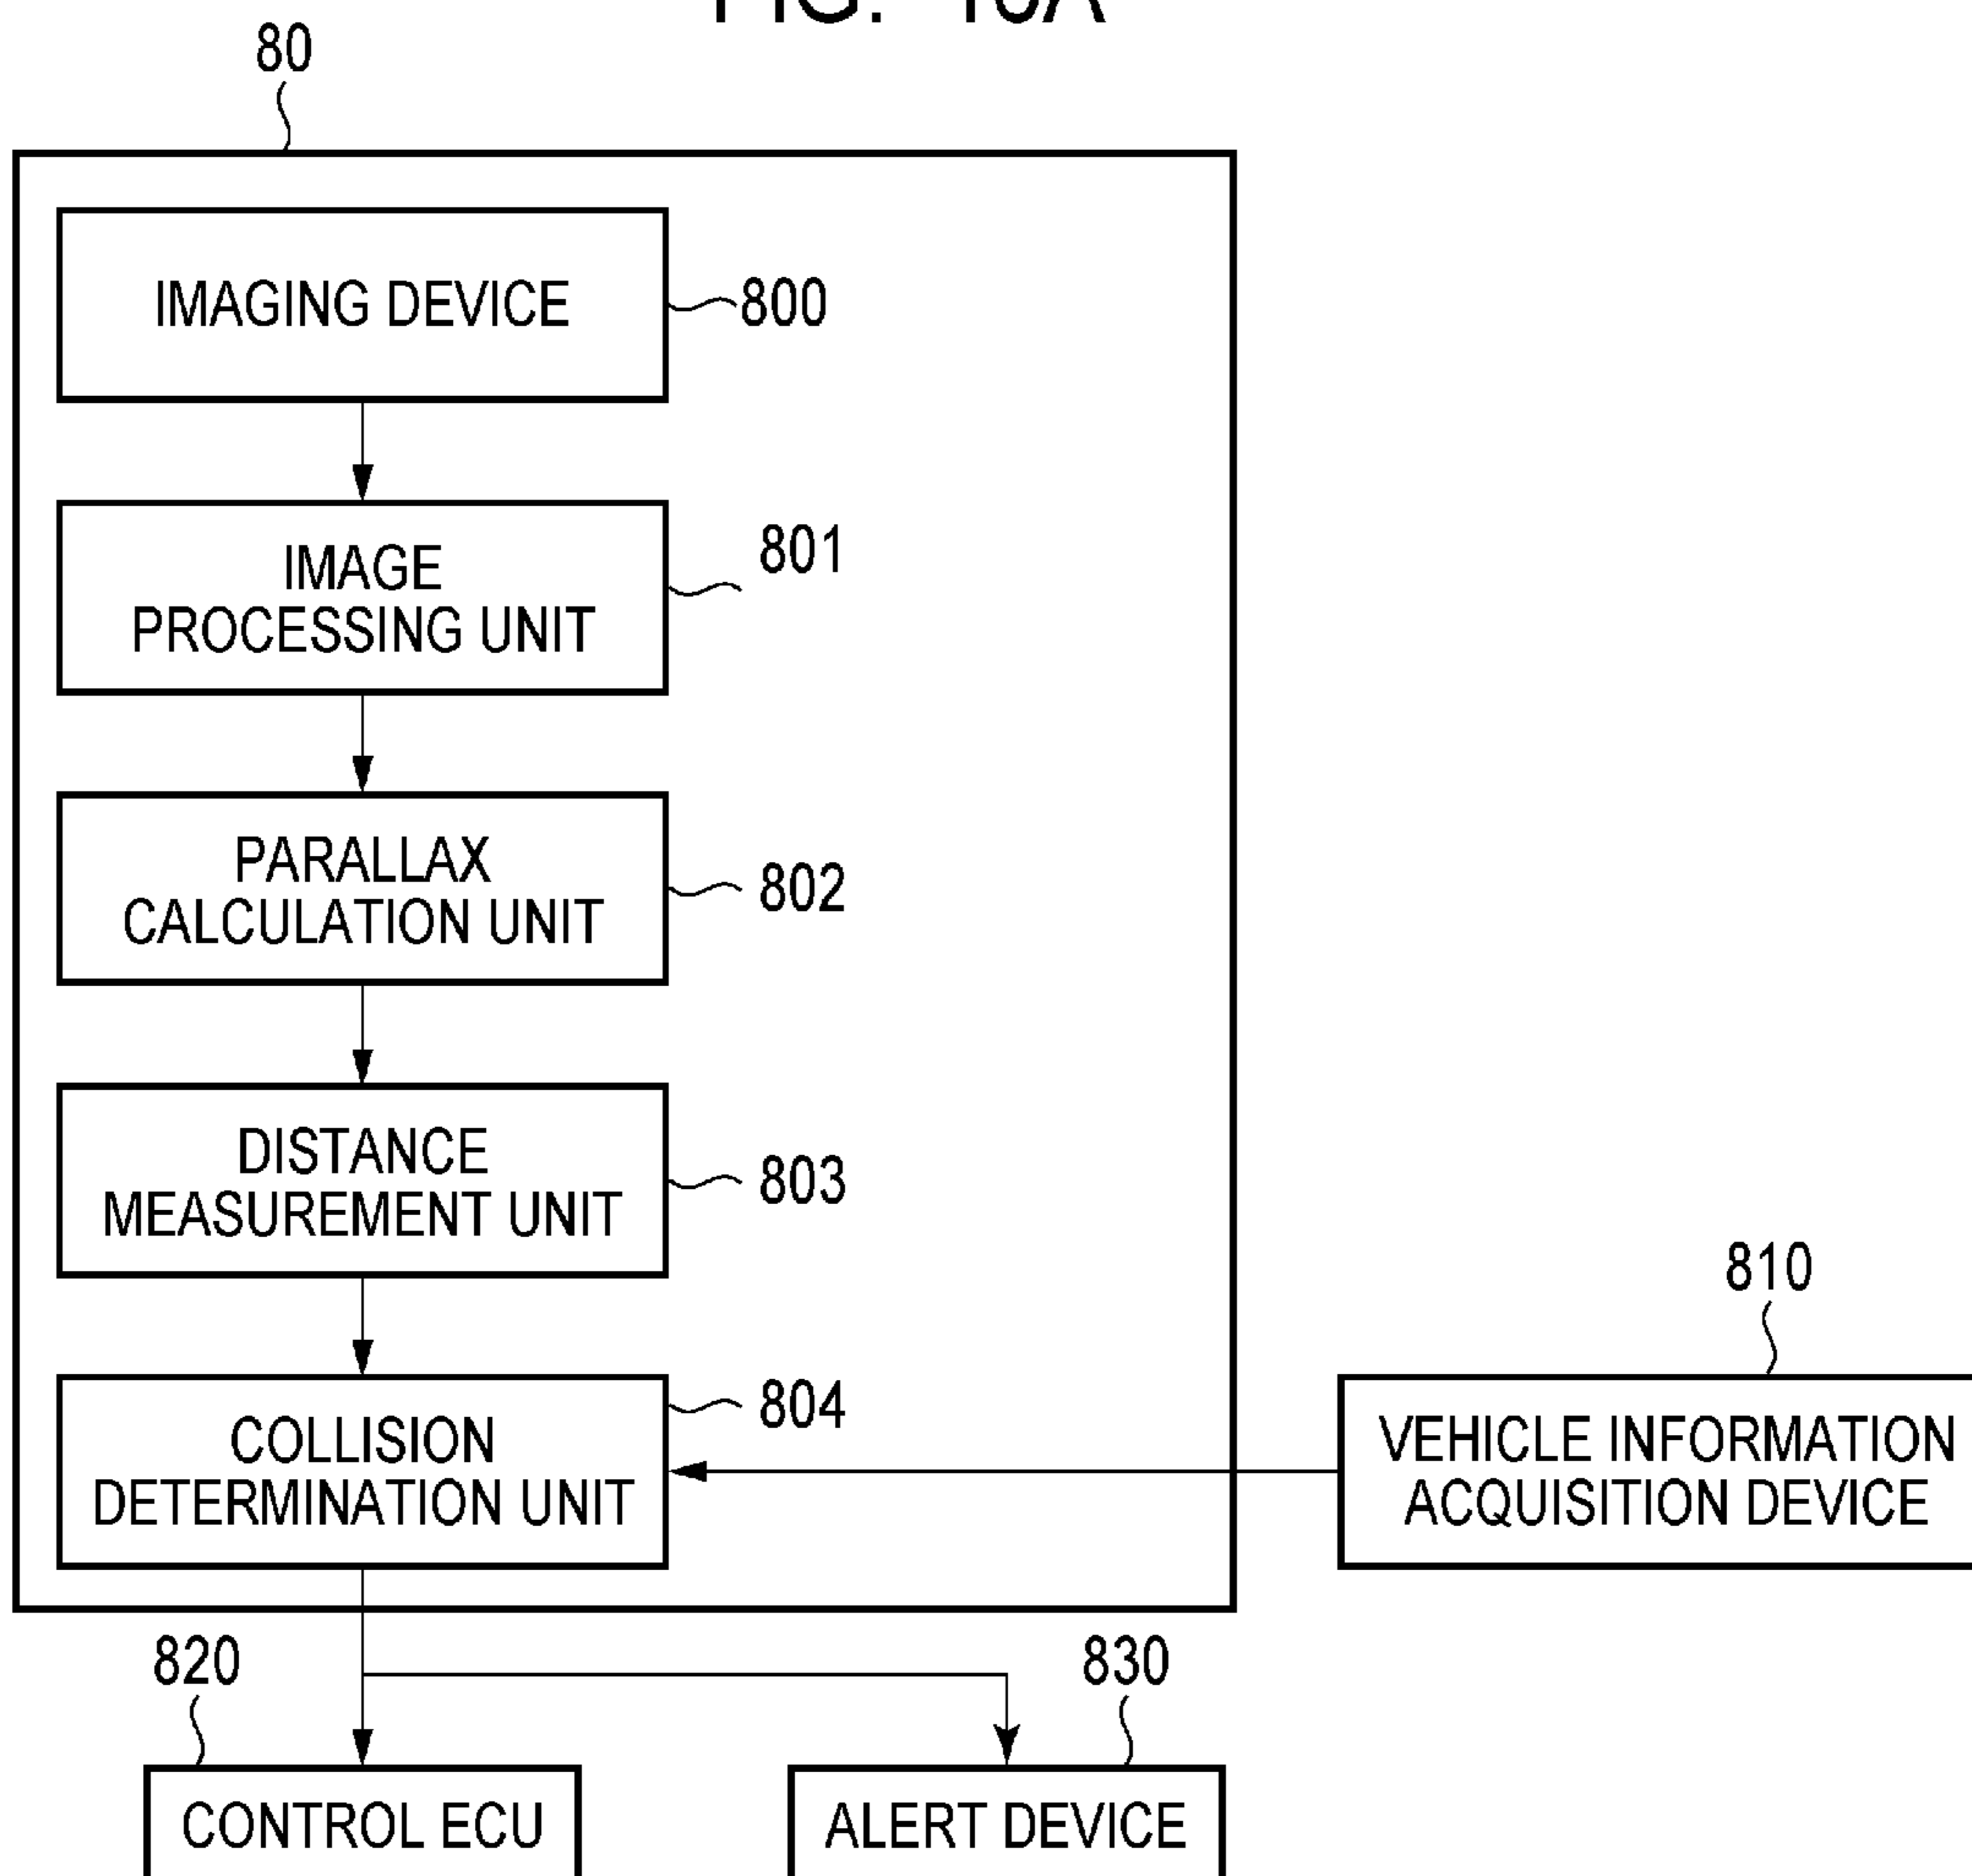 FIG.
80
IMAGING DEVICE
800
IMAGE
PROCESSING UNIT
801
PARALLAX
CALCULATION UNIT
802
DISTANCE
MEASUREMENT UNIT
803
COLLISION
DETERMINATION UNIT
804
810
VEHICLE INFORMATION
ACQUISITION DEVICE
820
CONTROL ECU
830
ALERT DEVICE